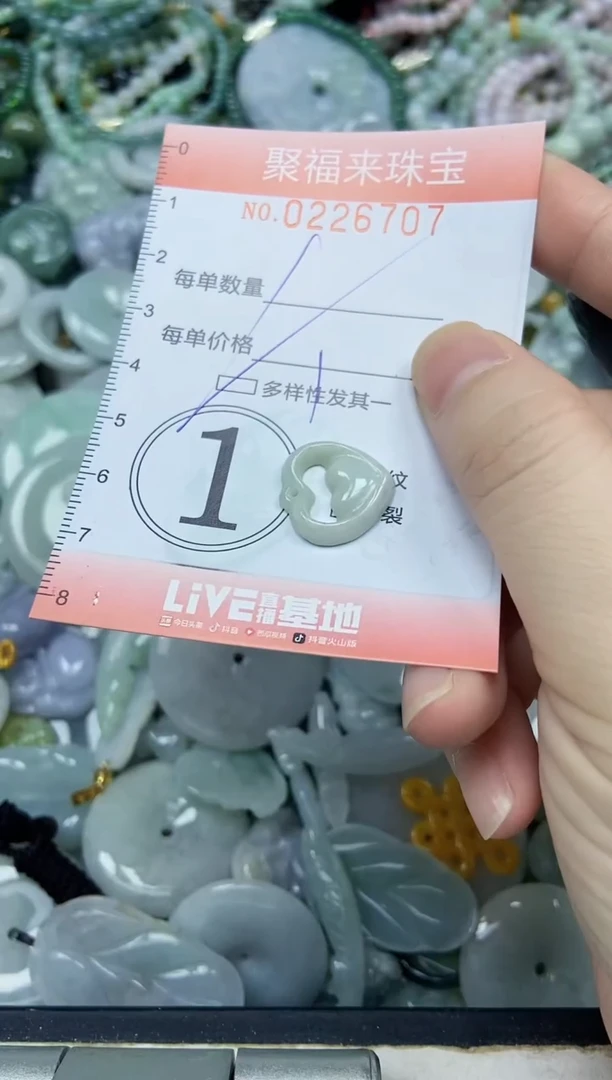 聚福来珠宝
NO.0226707
每单数量
每单价格
多样性发其一
1
纹
裂
LiVE直播基地
今日头条 抖音 西瓜视频 抖音火山版
0
1
2
3
4
5
6
7
8